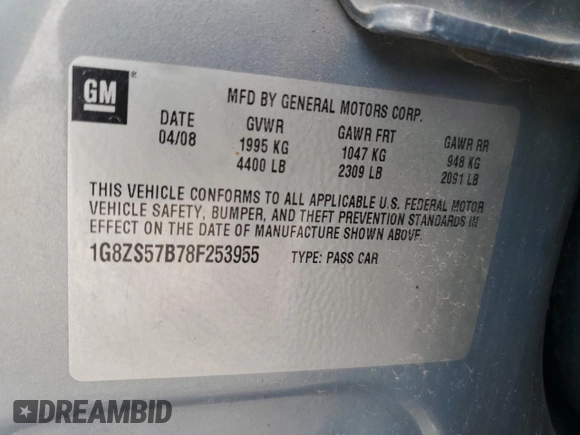 GM
MFD BY GENERAL MOTORS CORP.
DATE GVWR GAWR FRT GAWR RR
04/08 1995 KG 1047 KG 948 KG
4400 LB 2309 LB 2091 LB
THIS VEHICLE CONFORMS TO ALL APPLICABLE U.S. FEDERAL MOTOR
VEHICLE SAFETY, BUMPER, AND THEFT PREVENTION STANDARDS IN
EFFECT ON THE DATE OF MANUFACTURE SHOWN ABOVE.
1G8ZS57B78F253955 TYPE: PASS CAR
DREAMBID